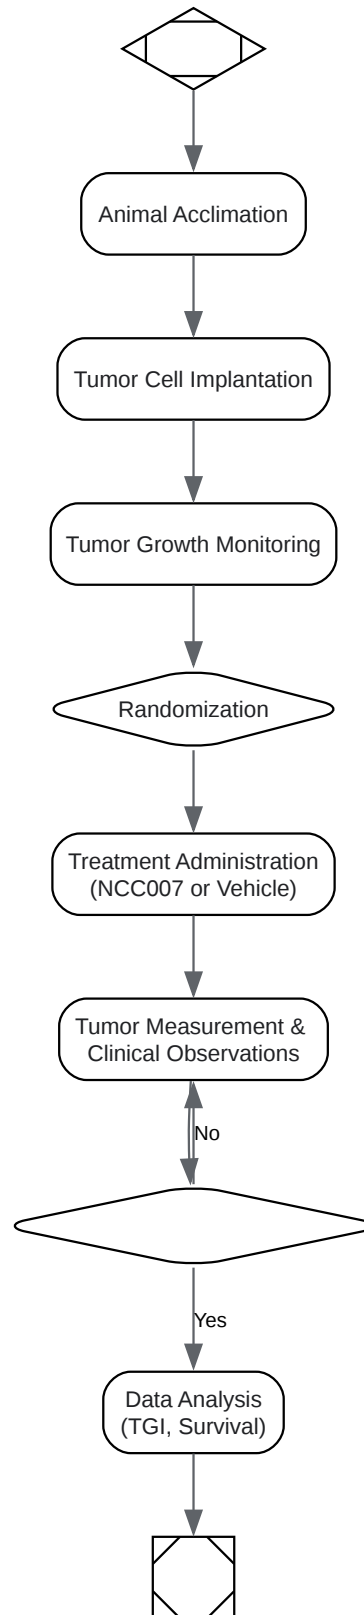 Animal Acclimation
Tumor Cell Implantation
Tumor Growth Monitoring
Randomization
Treatment Administration
(NCC007 or Vehicle)
Tumor Measurement &
Clinical Observations
No
Yes
Data Analysis
(TGI, Survival)